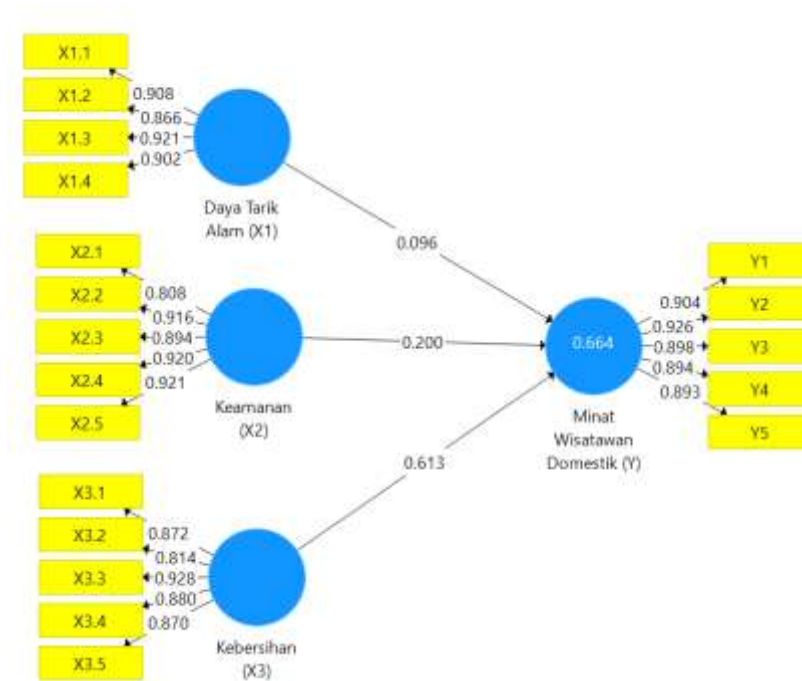 X1.1
X1.2
X1.3
X1.4
0.908
0.866
0.921
0.902
Daya Tarik
Alam (X1)
0.096
X2.1
X2.2
X2.3
X2.4
X2.5
0.808
0.916
0.894
0.920
0.921
Keamanan
(X2)
0.200
X3.1
X3.2
X3.3
X3.4
X3.5
0.872
0.814
0.928
0.880
0.870
Kebersihan
(X3)
0.613
0.664
Minat
Wisatawan
Domestik (Y)
0.904
0.926
0.898
0.894
0.893
Y1
Y2
Y3
Y4
Y5